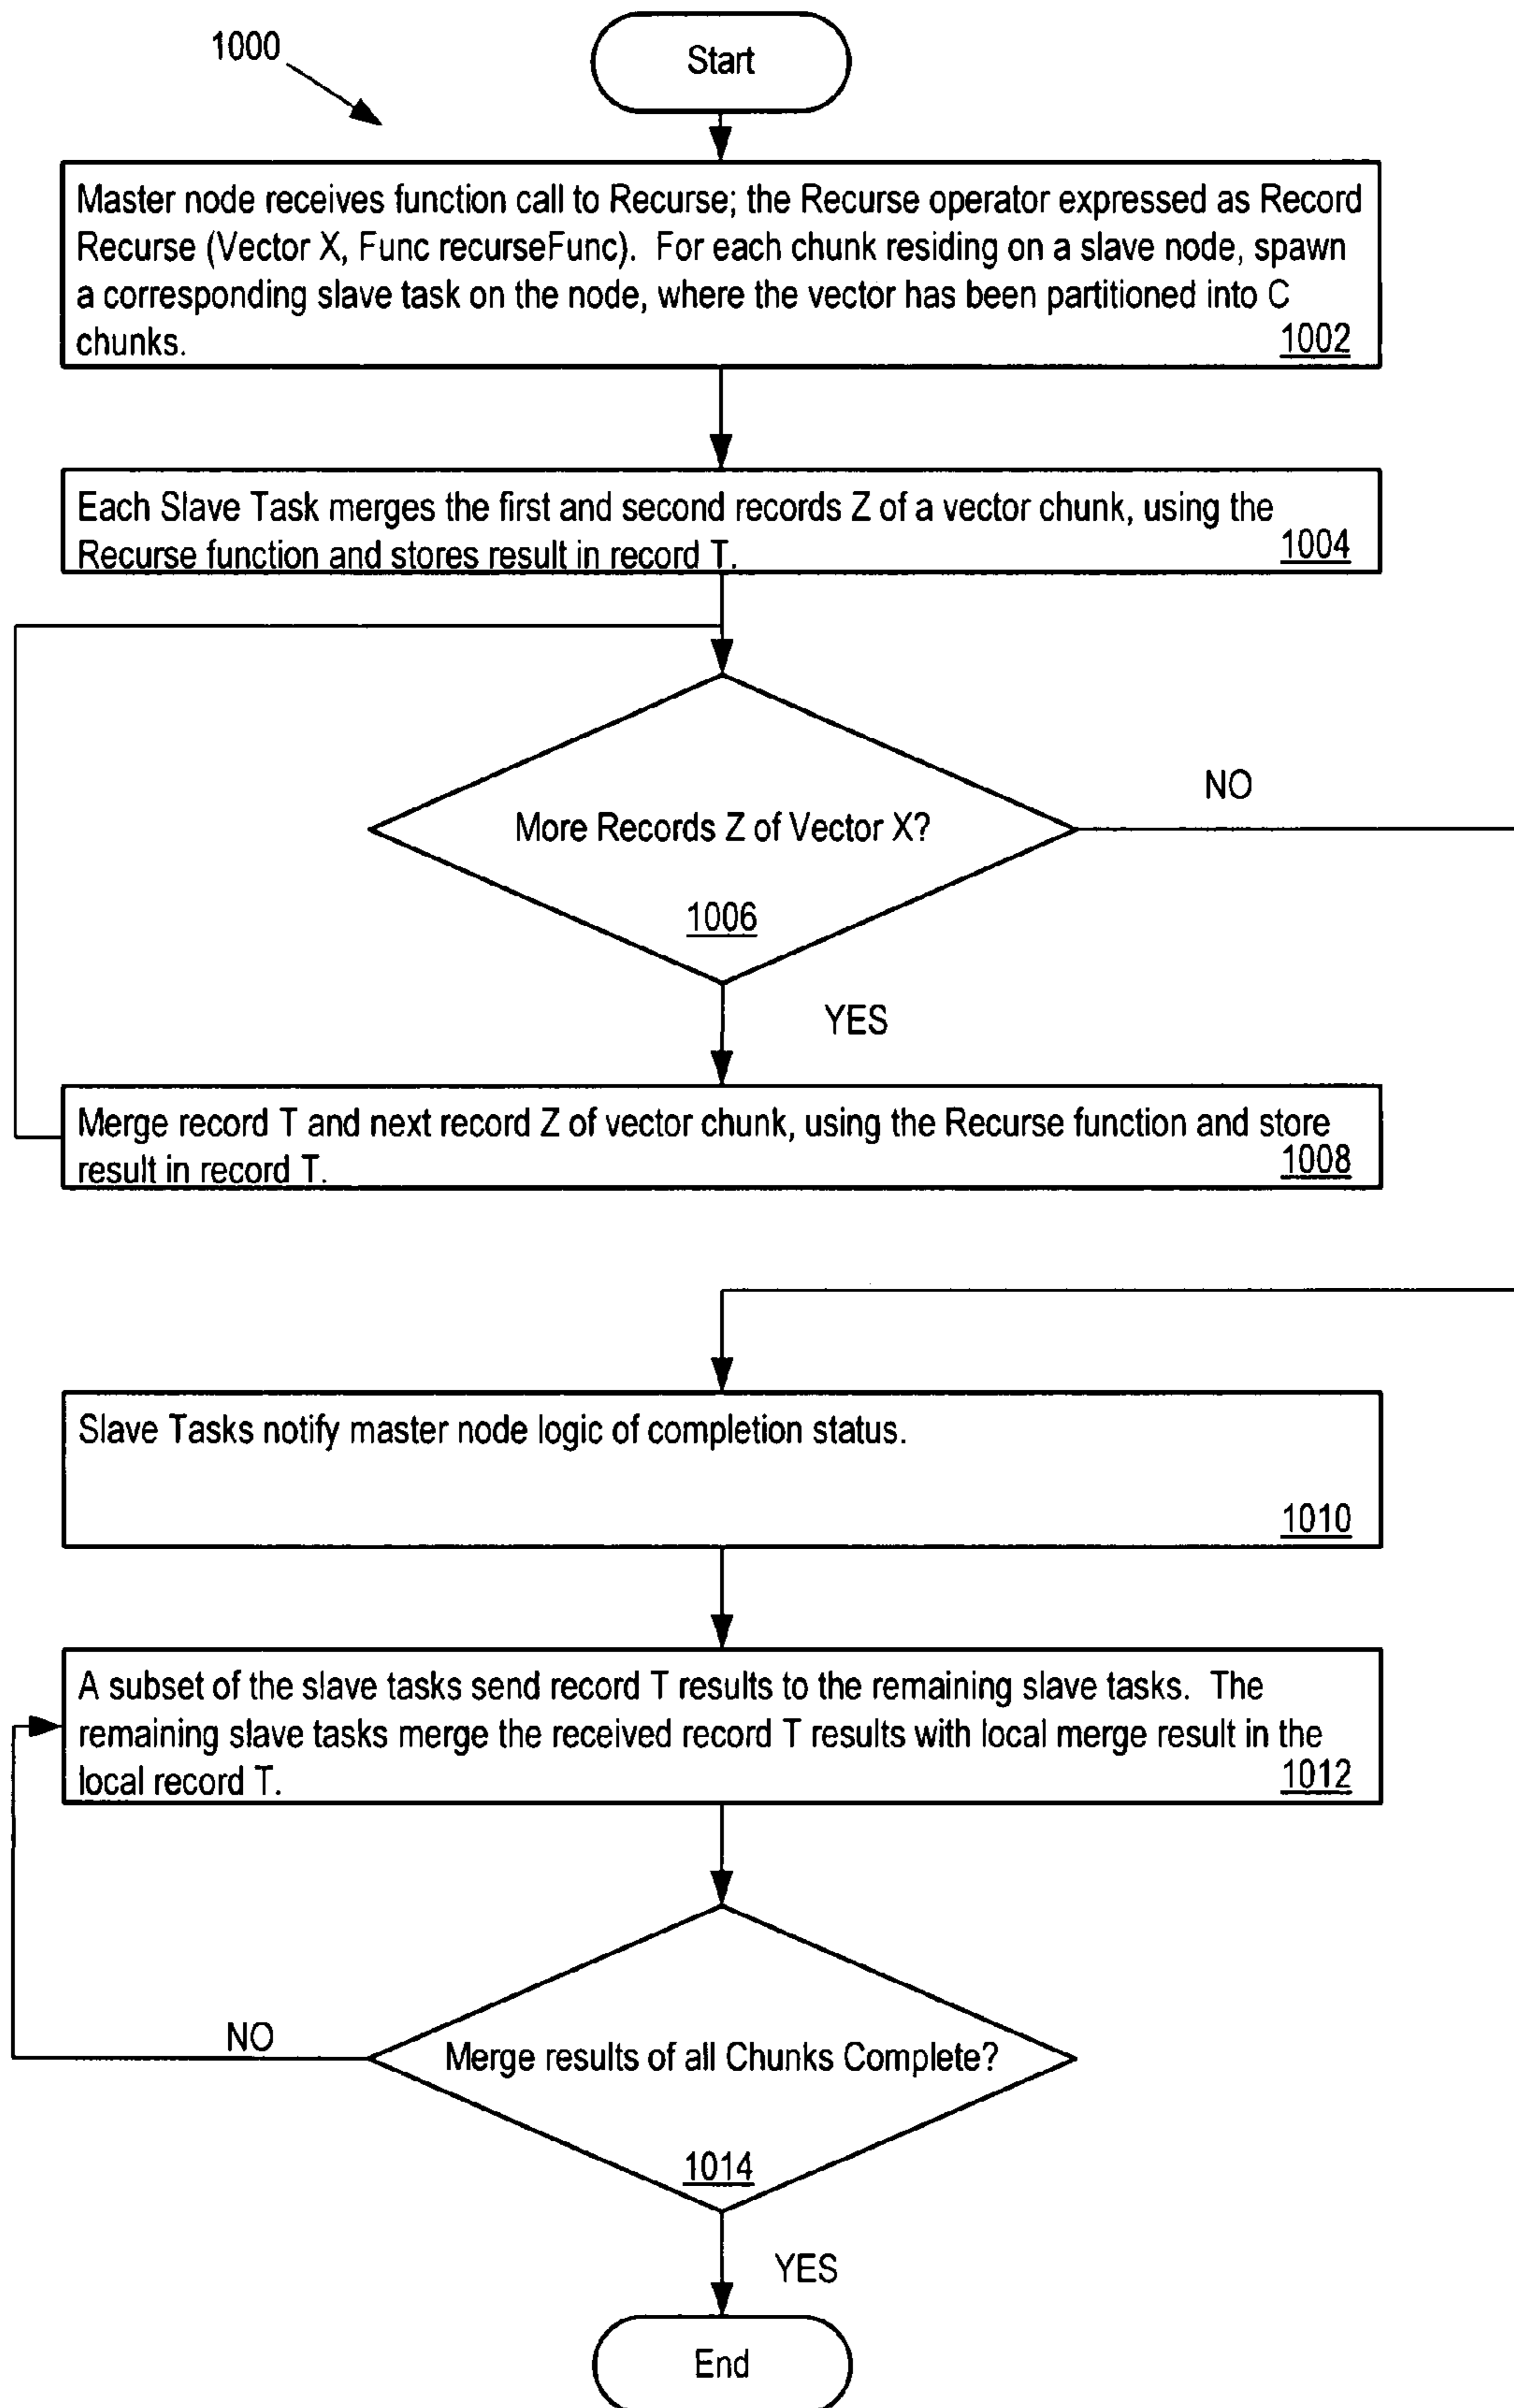 1000
Start
Master node receives function call to Recurse; the Recurse operator expressed as Record
Recurse (Vector X, Func recurseFunc). For each chunk residing on a slave node, spawn
a corresponding slave task on the node, where the vector has been partitioned into C
chunks.
1002
Each Slave Task merges the first and second records Z of a vector chunk, using the
Recurse function and stores result in record T.
1004
More Records Z of Vector X?
NO
1006
YES
Merge record T and next record Z of vector chunk, using the Recurse function and store
result in record T.
1008
Slave Tasks notify master node logic of completion status.
1010
A subset of the slave tasks send record T results to the remaining slave tasks. The
remaining slave tasks merge the received record T results with local merge result in the
local record T.
1012
NO
Merge results of all Chunks Complete?
1014
YES
End